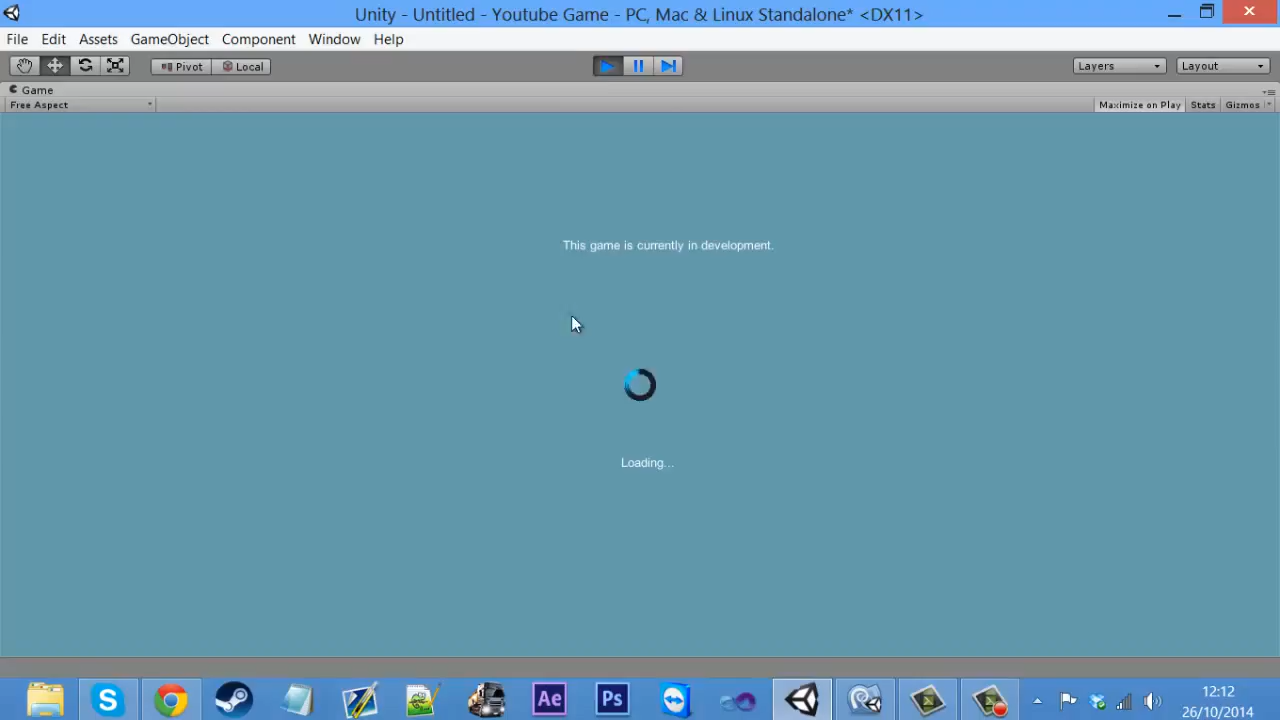 Unity - Untitled - Youtube Game - PC, Mac & Linux Standalone* <DX11>
File Edit Assets GameObject Component Window Help
Pivot Local Layers Layout
Game
Free Aspect Maximize on Play Stats Gizmos
This game is currently in development.
Loading...
Ae Ps
12:12
26/10/2014